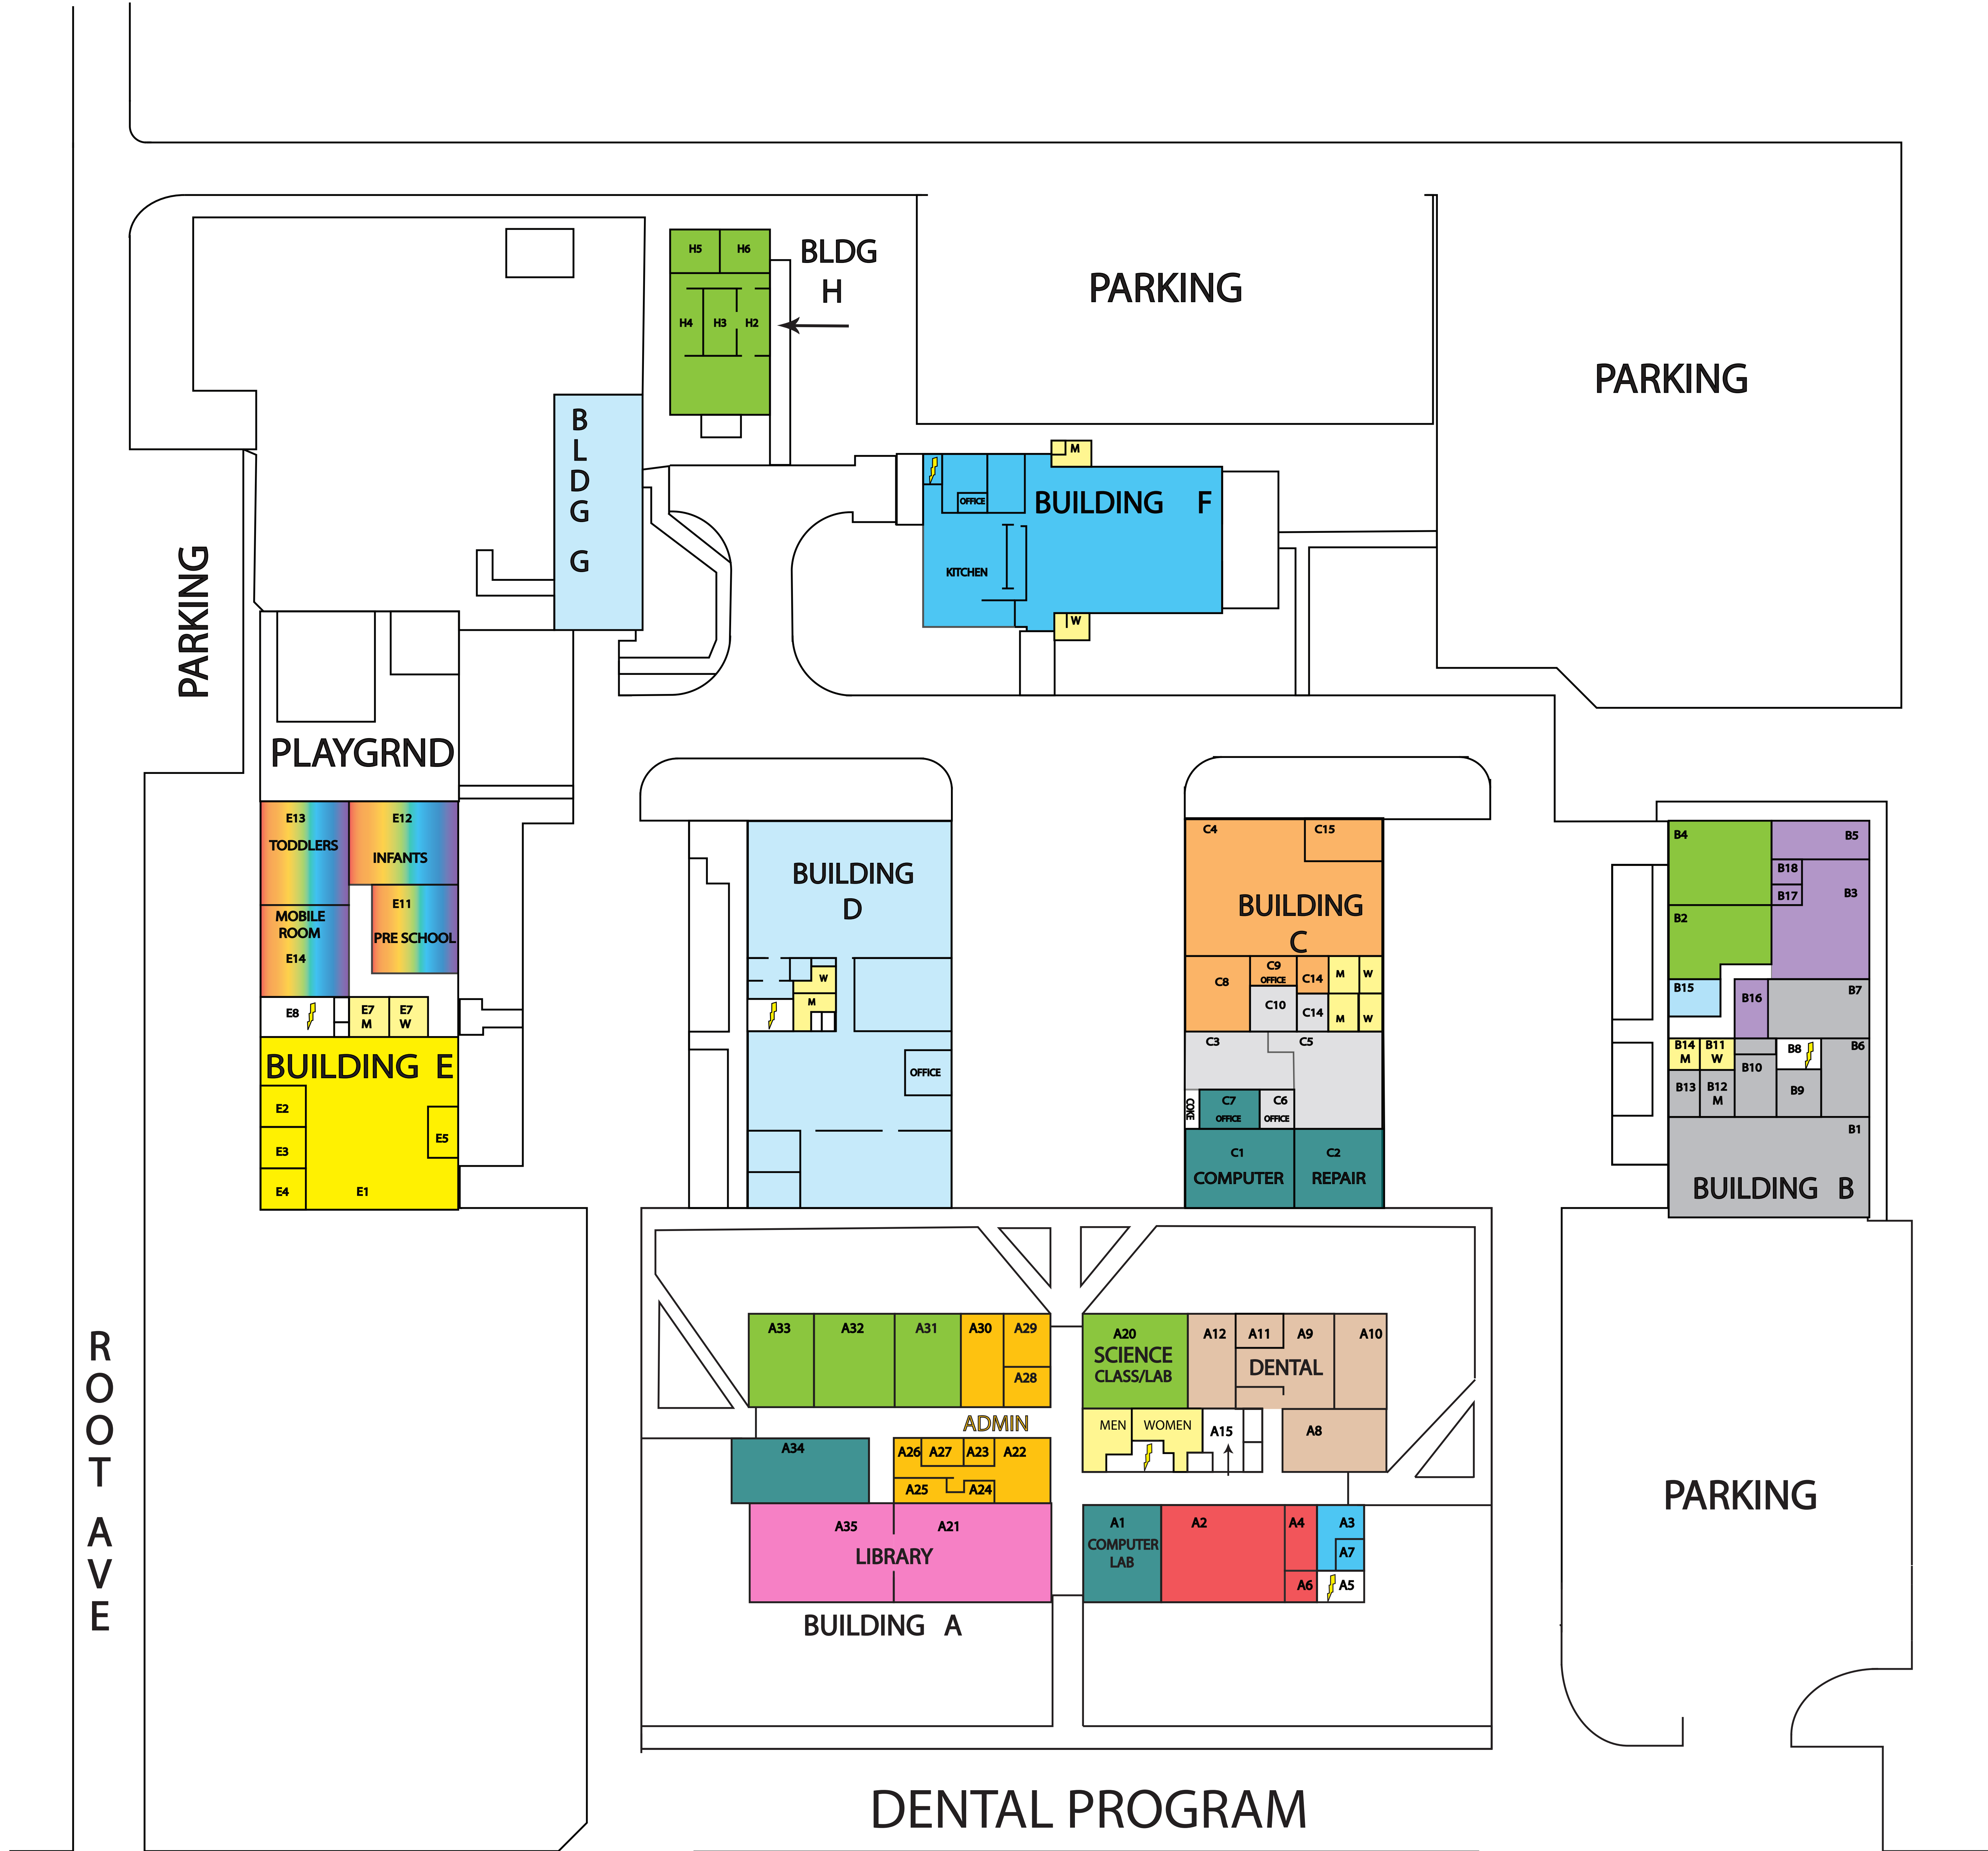 H5 H6
BLDG
H
H4 H3 H2
PARKING
PARKING
BLDG G
M
OFFICE
BUILDING F
KITCHEN
W
PARKING
PLAYGRND
E13
TODDLERS
E12
INFANTS
E11
PRE SCHOOL
MOBILE
ROOM
E14
E8
E7
M
E7
W
BUILDING E
E2
E3
E4
E5
E1
BUILDING
D
W
M
OFFICE
C4
C15
BUILDING
C
C8
C9
OFFICE
C14
M W
C10
C14
M W
C3
C5
COKE
C7
OFFICE
C6
OFFICE
C1
COMPUTER
C2
REPAIR
B4
B5
B18
B17
B3
B2
B15
B16
B7
B14
M
B11
W
B10
B8
B6
B13
B12
M
B9
B1
BUILDING B
ROOT AVE
A33 A32 A31 A30 A29
A28
ADMIN
A34
A26 A27 A23 A22
A25 A24
A35 A21
LIBRARY
BUILDING A
A20
SCIENCE
CLASS/LAB
A12 A11 A9 A10
DENTAL
MEN WOMEN
A15
A8
A1
COMPUTER
LAB
A2
A4
A3
A7
A6
A5
PARKING
DENTAL PROGRAM